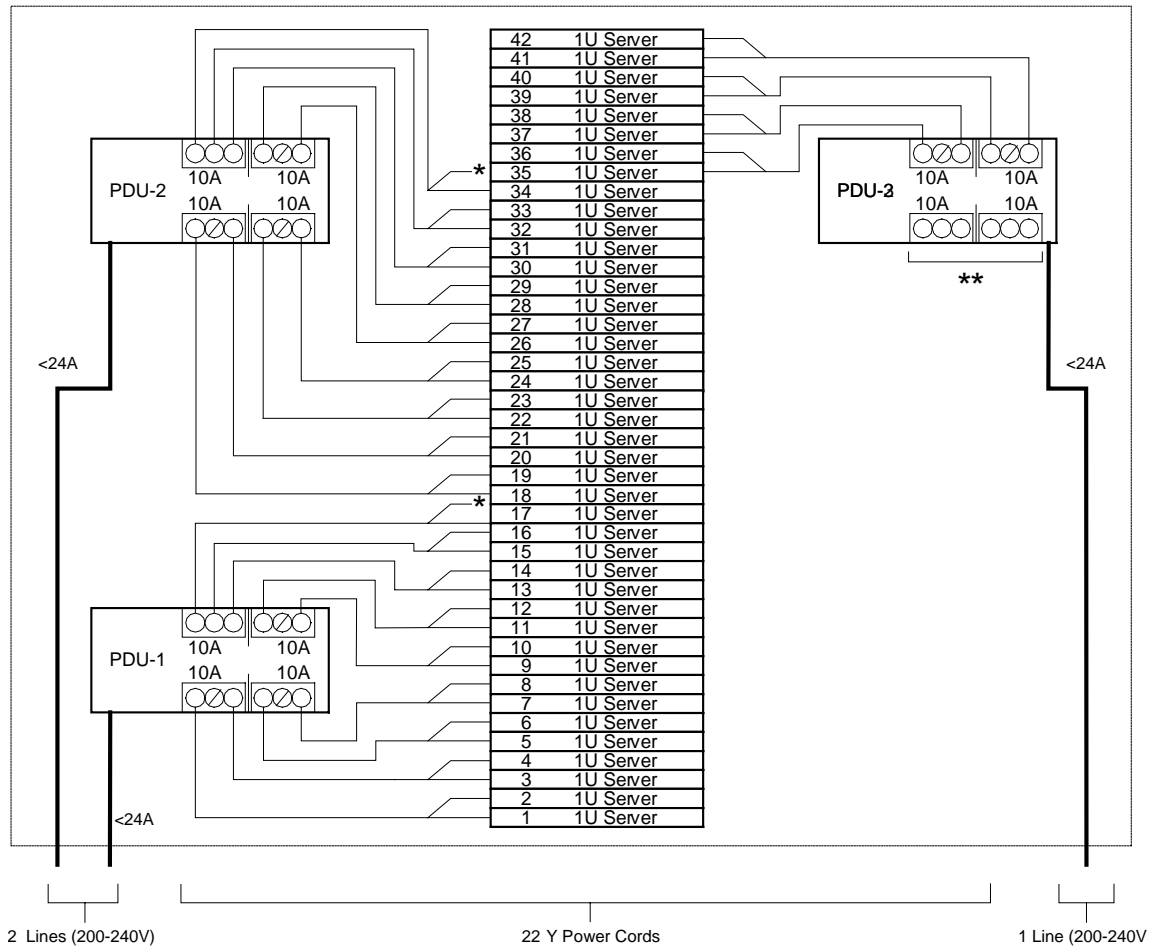 42 1U Server
41 1U Server
40 1U Server
39 1U Server
38 1U Server
37 1U Server
36 1U Server
* 35 1U Server
34 1U Server
33 1U Server
32 1U Server
31 1U Server
30 1U Server
29 1U Server
28 1U Server
27 1U Server
26 1U Server
25 1U Server
24 1U Server
23 1U Server
22 1U Server
21 1U Server
20 1U Server
19 1U Server
18 1U Server
* 17 1U Server
16 1U Server
15 1U Server
14 1U Server
13 1U Server
12 1U Server
11 1U Server
10 1U Server
9 1U Server
8 1U Server
7 1U Server
6 1U Server
5 1U Server
4 1U Server
3 1U Server
2 1U Server
1 1U Server
PDU-2
10A 10A
10A 10A
<24A
PDU-1
10A 10A
10A 10A
<24A
10A 10A
10A 10A
**
<24A
2 Lines (200-240V)
22 Y Power Cords
1 Line (200-240V